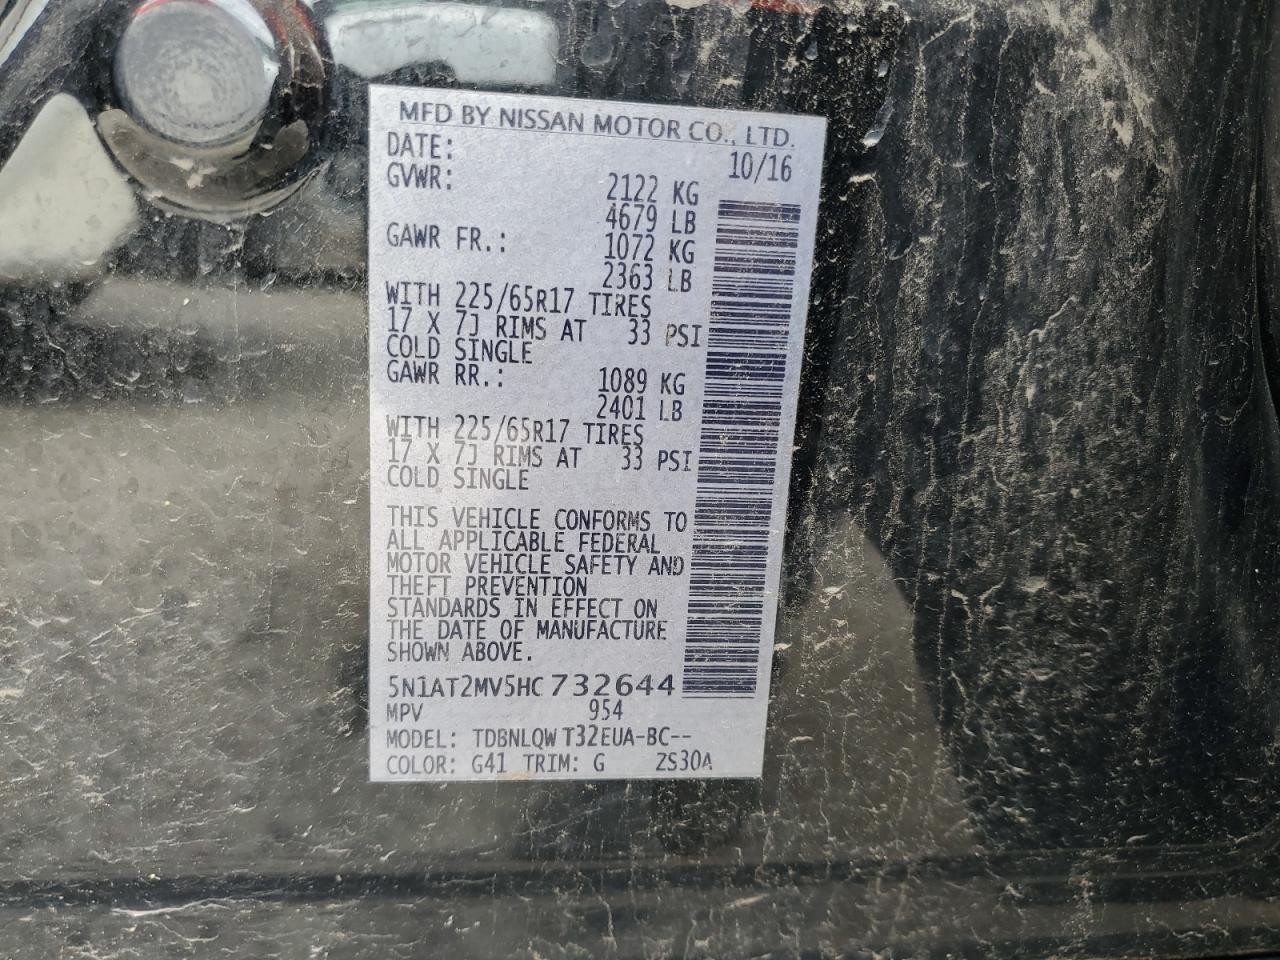 MFD BY NISSAN MOTOR CO., LTD.
DATE: 10/16
GVWR: 2122 KG
4679 LB
GAWR FR.: 1072 KG
2363 LB
WITH 225/65R17 TIRES
17 X 7J RIMS AT 33 PSI
COLD SINGLE
GAWR RR.: 1089 KG
2401 LB
WITH 225/65R17 TIRES
17 X 7J RIMS AT 33 PSI
COLD SINGLE
THIS VEHICLE CONFORMS TO
ALL APPLICABLE FEDERAL
MOTOR VEHICLE SAFETY AND
THEFT PREVENTION
STANDARDS IN EFFECT ON
THE DATE OF MANUFACTURE
SHOWN ABOVE.
5N1AT2MV5HC732644
MPV 954
MODEL: TDBNLQWT32EUA-BC--
COLOR: G41 TRIM: G ZS30A